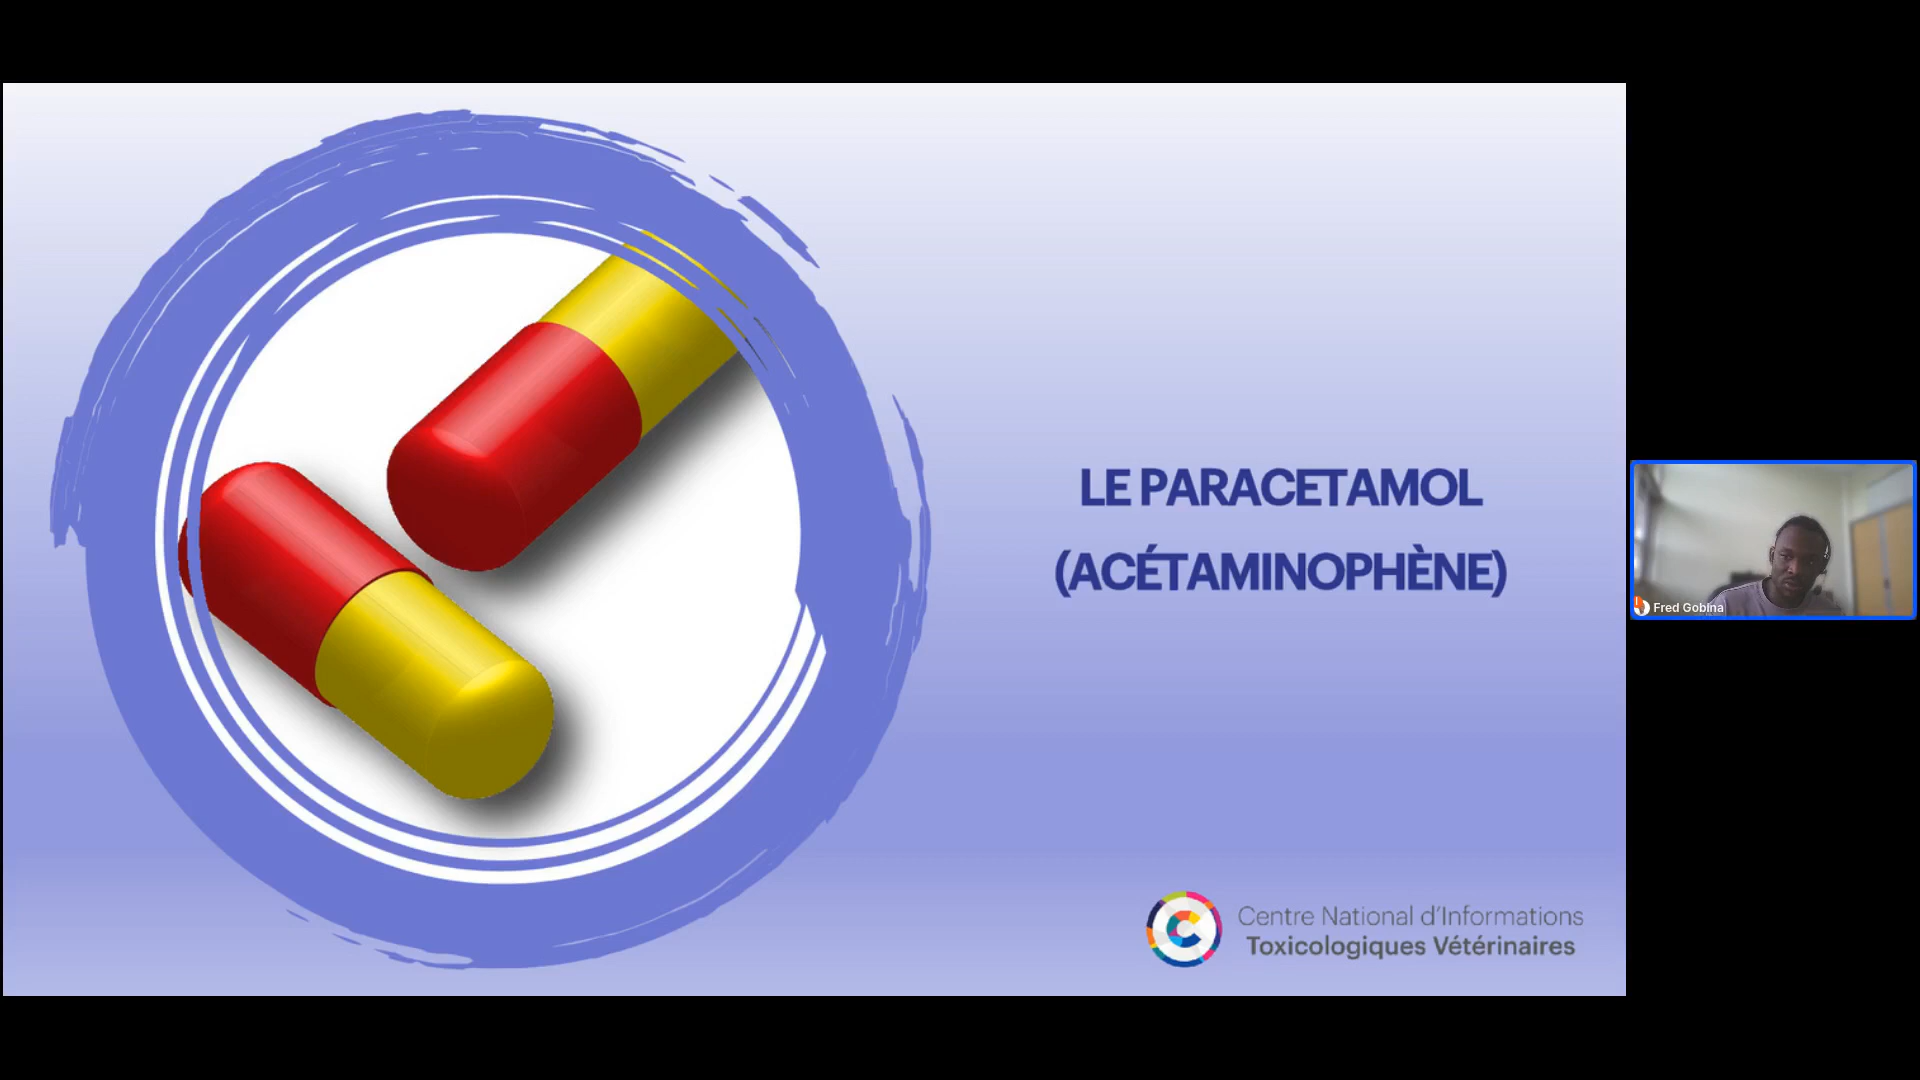 LE PARACETAMOL
(ACÉTAMINOPHÈNE)
Fred Gobina
Centre National d'Informations
Toxicologiques Vétérinaires